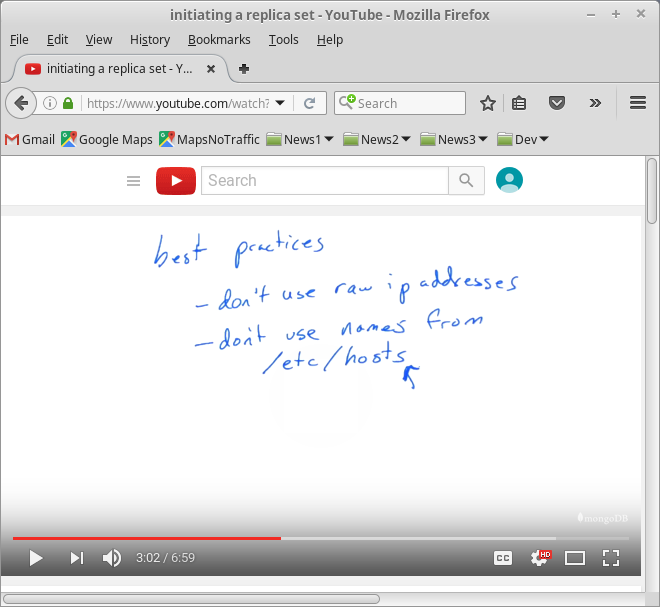 initiating a replica set - YouTube - Mozilla Firefox
File Edit View History Bookmarks Tools Help
initiating a replica set - Y...
https://www.youtube.com/watch? Search
Gmail Google Maps MapsNoTraffic News1 News2 News3 Dev
Search
best practices
- don't use raw ip addresses
- don't use names from
/etc/hosts
mongoDB
3:02 / 6:59 CC HD